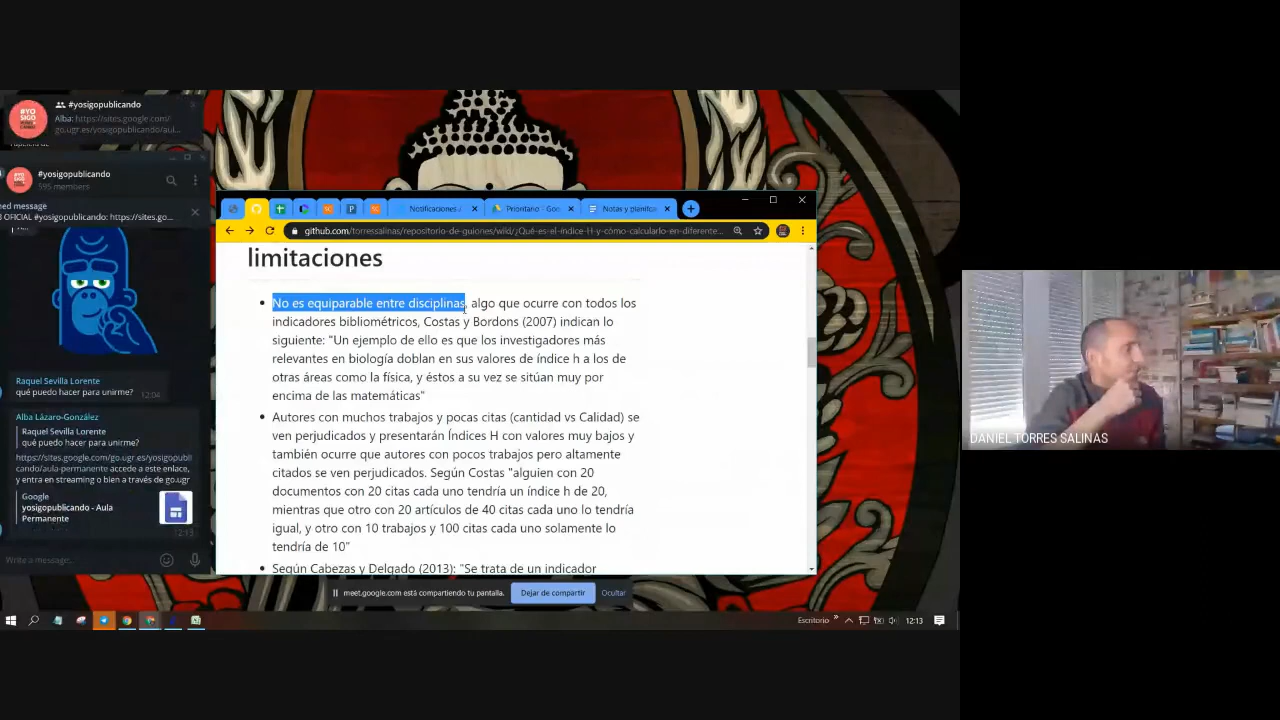 #yosigopublicando
Alba: https://sites.google.com/
go.ugr.es/yosigopublicando/aul...
#yosigopublicando
595 members
ed message
OFICIAL #yosigopublicando: https://sites.go...
Raquel Sevilla Lorente
qué puedo hacer para unirme?
12:04
Alba Lázaro-González
Raquel Sevilla Lorente
qué puedo hacer para unirme?
https://sites.google.com/go.ugr.es/yosigopubli
cando/aula-permanente accede a este enlace,
y entra en streaming o bien a través de go.ugr
Google
yosigopublicando - Aula
Permanente
12:13
Write a message...
#YO
SIGO
Notificaciones
Prioritario - Goo
Notas y planific
github.com/torressalinas/repositorio-de-guiones/wiki/¿Qué-es-el-índice-H-y-cómo-calcularlo-en-diferente...
limitaciones
• No es equiparable entre disciplinas, algo que ocurre con todos los
indicadores bibliométricos, Costas y Bordons (2007) indican lo
siguiente: "Un ejemplo de ello es que los investigadores más
relevantes en biología doblan en sus valores de índice h a los de
otras áreas como la física, y éstos a su vez se sitúan muy por
encima de las matemáticas"
• Autores con muchos trabajos y pocas citas (cantidad vs Calidad) se
ven perjudicados y presentarán Índices H con valores muy bajos y
también ocurre que autores con pocos trabajos pero altamente
citados se ven perjudicados. Según Costas "alguien con 20
documentos con 20 citas cada uno tendría un índice h de 20,
mientras que otro con 20 artículos de 40 citas cada uno lo tendría
igual, y otro con 10 trabajos y 100 citas cada uno solamente lo
tendría de 10"
• Según Cabezas y Delgado (2013): "Se trata de un indicador
meet.google.com está compartiendo tu pantalla.
Dejar de compartir
Ocultar
DANIEL TORRES SALINAS
Escritorio
12:13